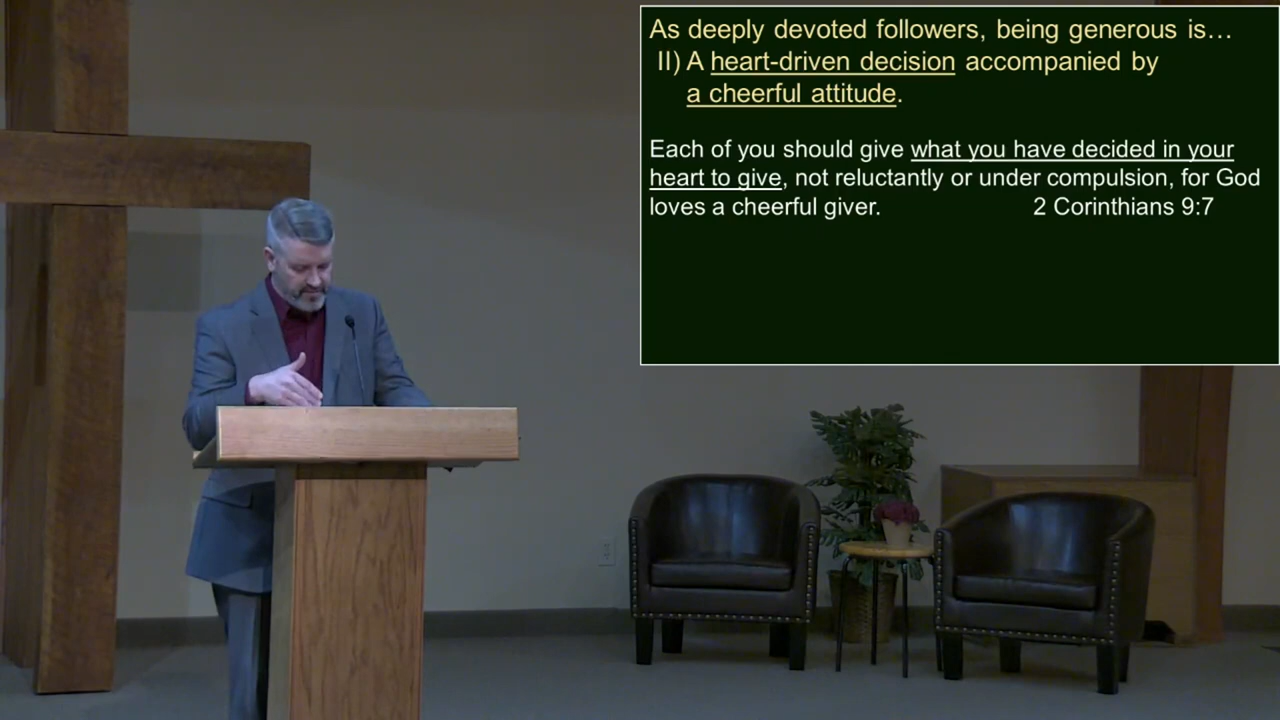 As deeply devoted followers, being generous is…
II) A heart-driven decision accompanied by
a cheerful attitude.
Each of you should give what you have decided in your
heart to give, not reluctantly or under compulsion, for God
loves a cheerful giver. 2 Corinthians 9:7